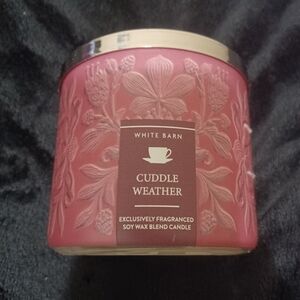 WHITE BARN
CUDDLE
WEATHER
EXCLUSIVELY FRAGRANCED
SOY WAX BLEND CANDLE